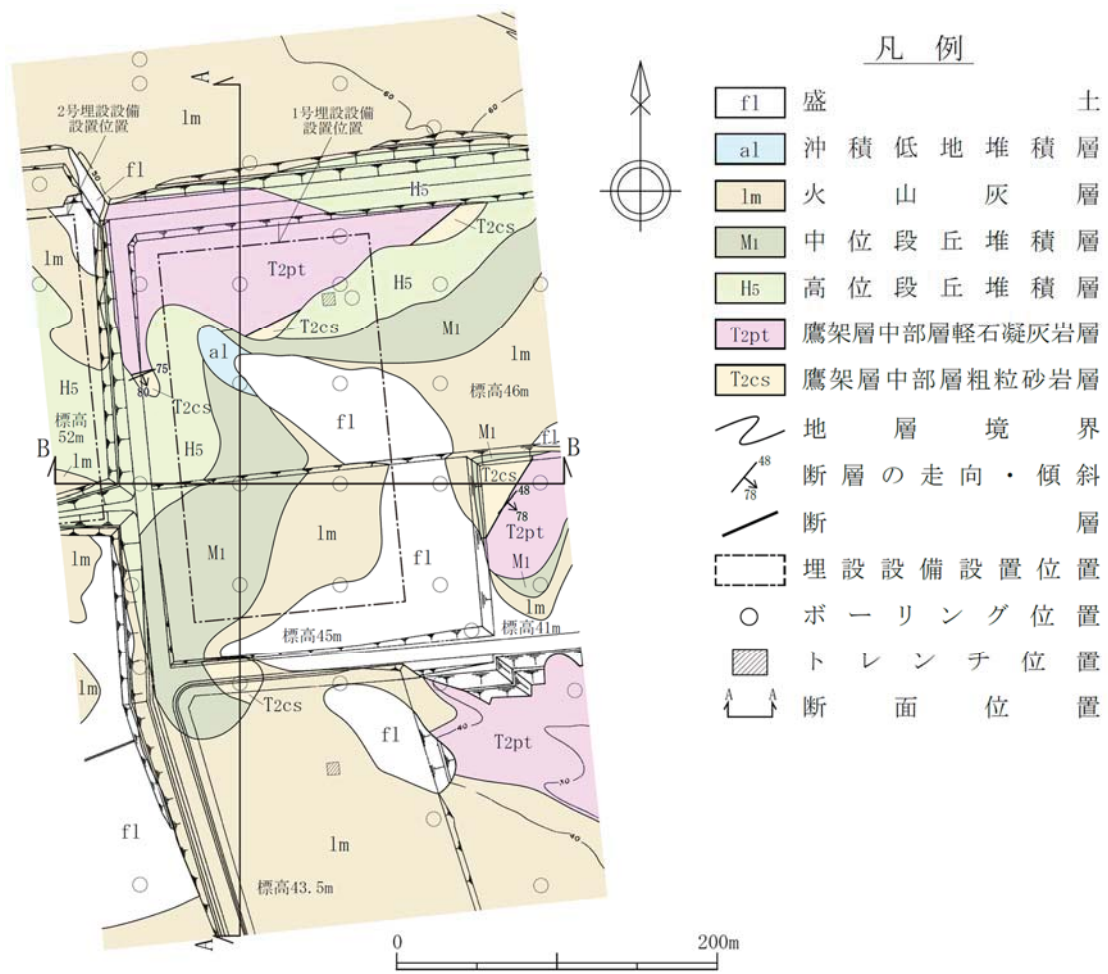 凡例
fl 盛土
al 沖積低地堆積層
lm 火山灰層
M1 中位段丘堆積層
H5 高位段丘堆積層
T2pt 鷹架層中部層軽石凝灰岩層
T2cs 鷹架層中部層粗粒砂岩層
地層境界
48 78 断層の走向・傾斜
断層
埋設設備設置位置
ボーリング位置
トレンチ位置
A A 断面位置
A
60
60
2号埋設設備
設置位置
1号埋設設備
設置位置
lm
fl
50
H5
T2cs
lm
T2pt
H5
T2cs
M1
al
lm
75
80
T2cs
標高46m
H5
標高
52m
fl
H5
M1
fl
B
B
lm
T2cs
48
78
T2pt
lm
M1
lm
fl
M1
lm
標高45m
標高41m
lm
T2cs
fl
40
T2pt
30
40
fl
lm
標高43.5m
A
0
200m